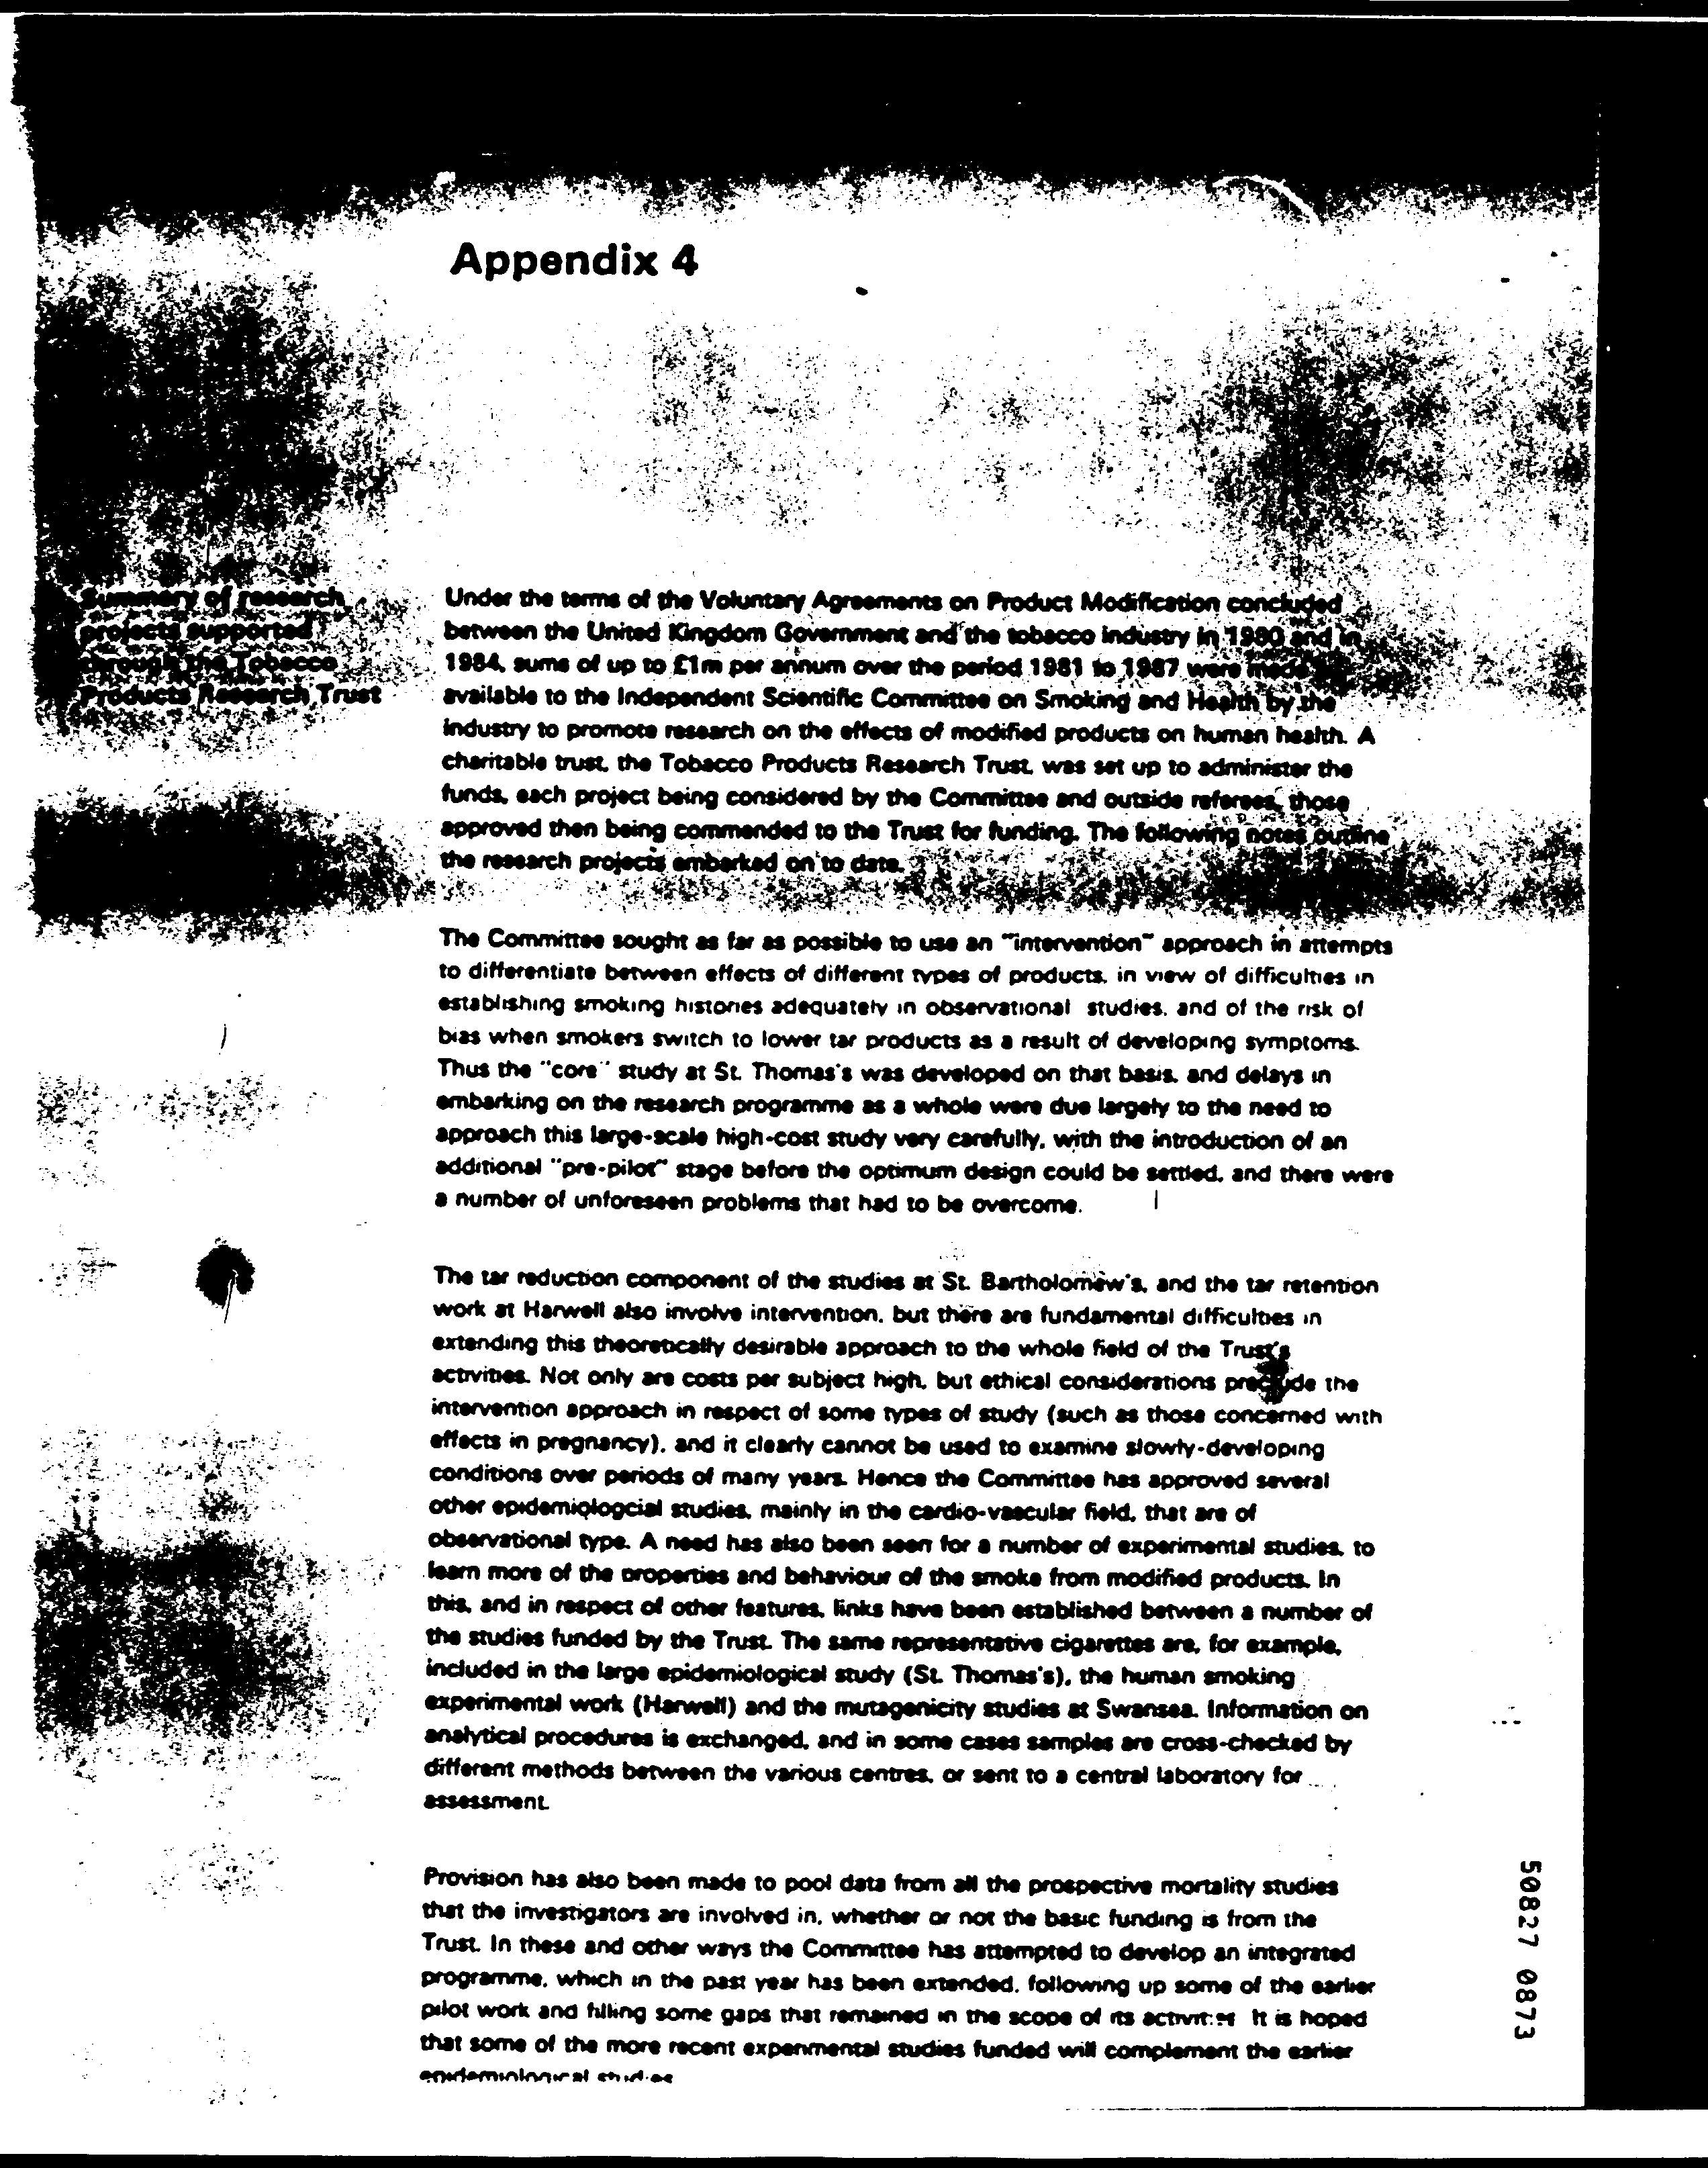 Appendix 4
Summary of research
projects supported
through the Tobacco
Products Research Trust
Under the terms of the Voluntary Agreements on Product Modification concluded
between the United Kingdom Government and the tobacco industry in 1980 and in
1984, sums of up to £1m per annum over the period 1981 to 1987 were made
available to the Independent Scientific Committee on Smoking and Health by the
industry to promote research on the effects of modified products on human health. A
charitable trust, the Tobacco Products Research Trust, was set up to administer the
funds, each project being considered by the Committee and outside referees, those
approved then being commended to the Trust for funding. The following notes outline
the research projects embarked on to date.
The Committee sought as far as possible to use an "intervention" approach in attempts
to differentiate between effects of different types of products, in view of difficulties in
establishing smoking histories adequately in observational studies, and of the risk of
bias when smokers switch to lower tar products as a result of developing symptoms.
Thus the "core" study at St. Thomas's was developed on that basis, and delays in
embarking on the research programme as a whole were due largely to the need to
approach this large-scale high-cost study very carefully, with the introduction of an
additional "pre-pilot" stage before the optimum design could be settled, and there were
a number of unforeseen problems that had to be overcome.
The tar reduction component of the studies at St. Bartholomew's, and the tar retention
work at Harwell also involve intervention, but there are fundamental difficulties in
extending this theoretically desirable approach to the whole field of the Trust's
activities. Not only are costs per subject high, but ethical considerations preclude the
intervention approach in respect of some types of study (such as those concerned with
effects in pregnancy), and it clearly cannot be used to examine slowly-developing
conditions over periods of many years. Hence the Committee has approved several
other epidemiologcial studies, mainly in the cardio-vascular field, that are of
observational type. A need has also been seen for a number of experimental studies, to
learn more of the properties and behaviour of the smoke from modified products. In
this, and in respect of other features, links have been established between a number of
the studies funded by the Trust. The same representative cigarettes are, for example,
included in the large epidemiological study (St. Thomas's), the human smoking
experimental work (Harwell) and the mutagenicity studies at Swansea. Information on
analytical procedures is exchanged, and in some cases samples are cross-checked by
different methods between the various centres, or sent to a central laboratory for
assessment.
Provision has also been made to pool data from all the prospective mortality studies
that the investigators are involved in, whether or not the basic funding is from the
Trust. In these and other ways the Committee has attempted to develop an integrated
programme, which in the past year has been extended, following up some of the earlier
pilot work and filling some gaps that remained in the scope of its activities It is hoped
that some of the more recent experimental studies funded will complement the earlier
epidemiological studies
50827 0873